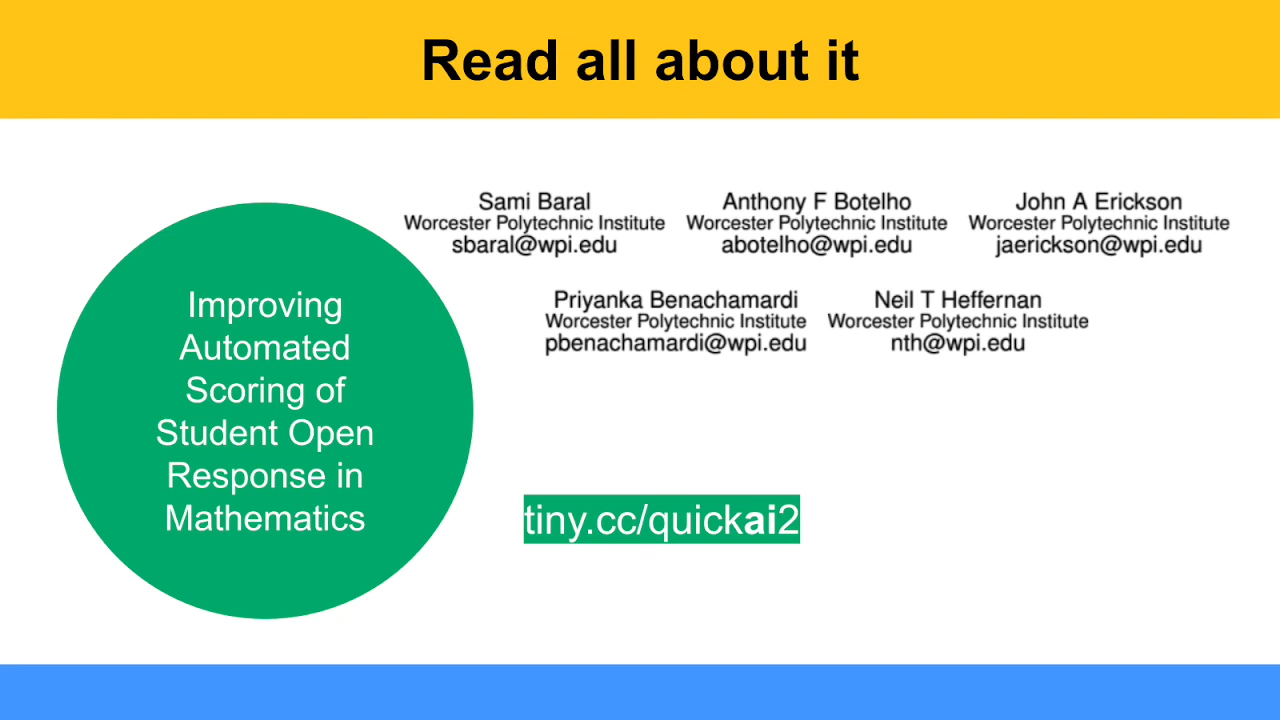 Read all about it
Improving
Automated
Scoring of
Student Open
Response in
Mathematics
Sami Baral
Worcester Polytechnic Institute
sbaral@wpi.edu
Anthony F Botelho
Worcester Polytechnic Institute
abotelho@wpi.edu
John A Erickson
Worcester Polytechnic Institute
jaerickson@wpi.edu
Priyanka Benachamardi
Worcester Polytechnic Institute
pbenachamardi@wpi.edu
Neil T Heffernan
Worcester Polytechnic Institute
nth@wpi.edu
tiny.cc/quickai2